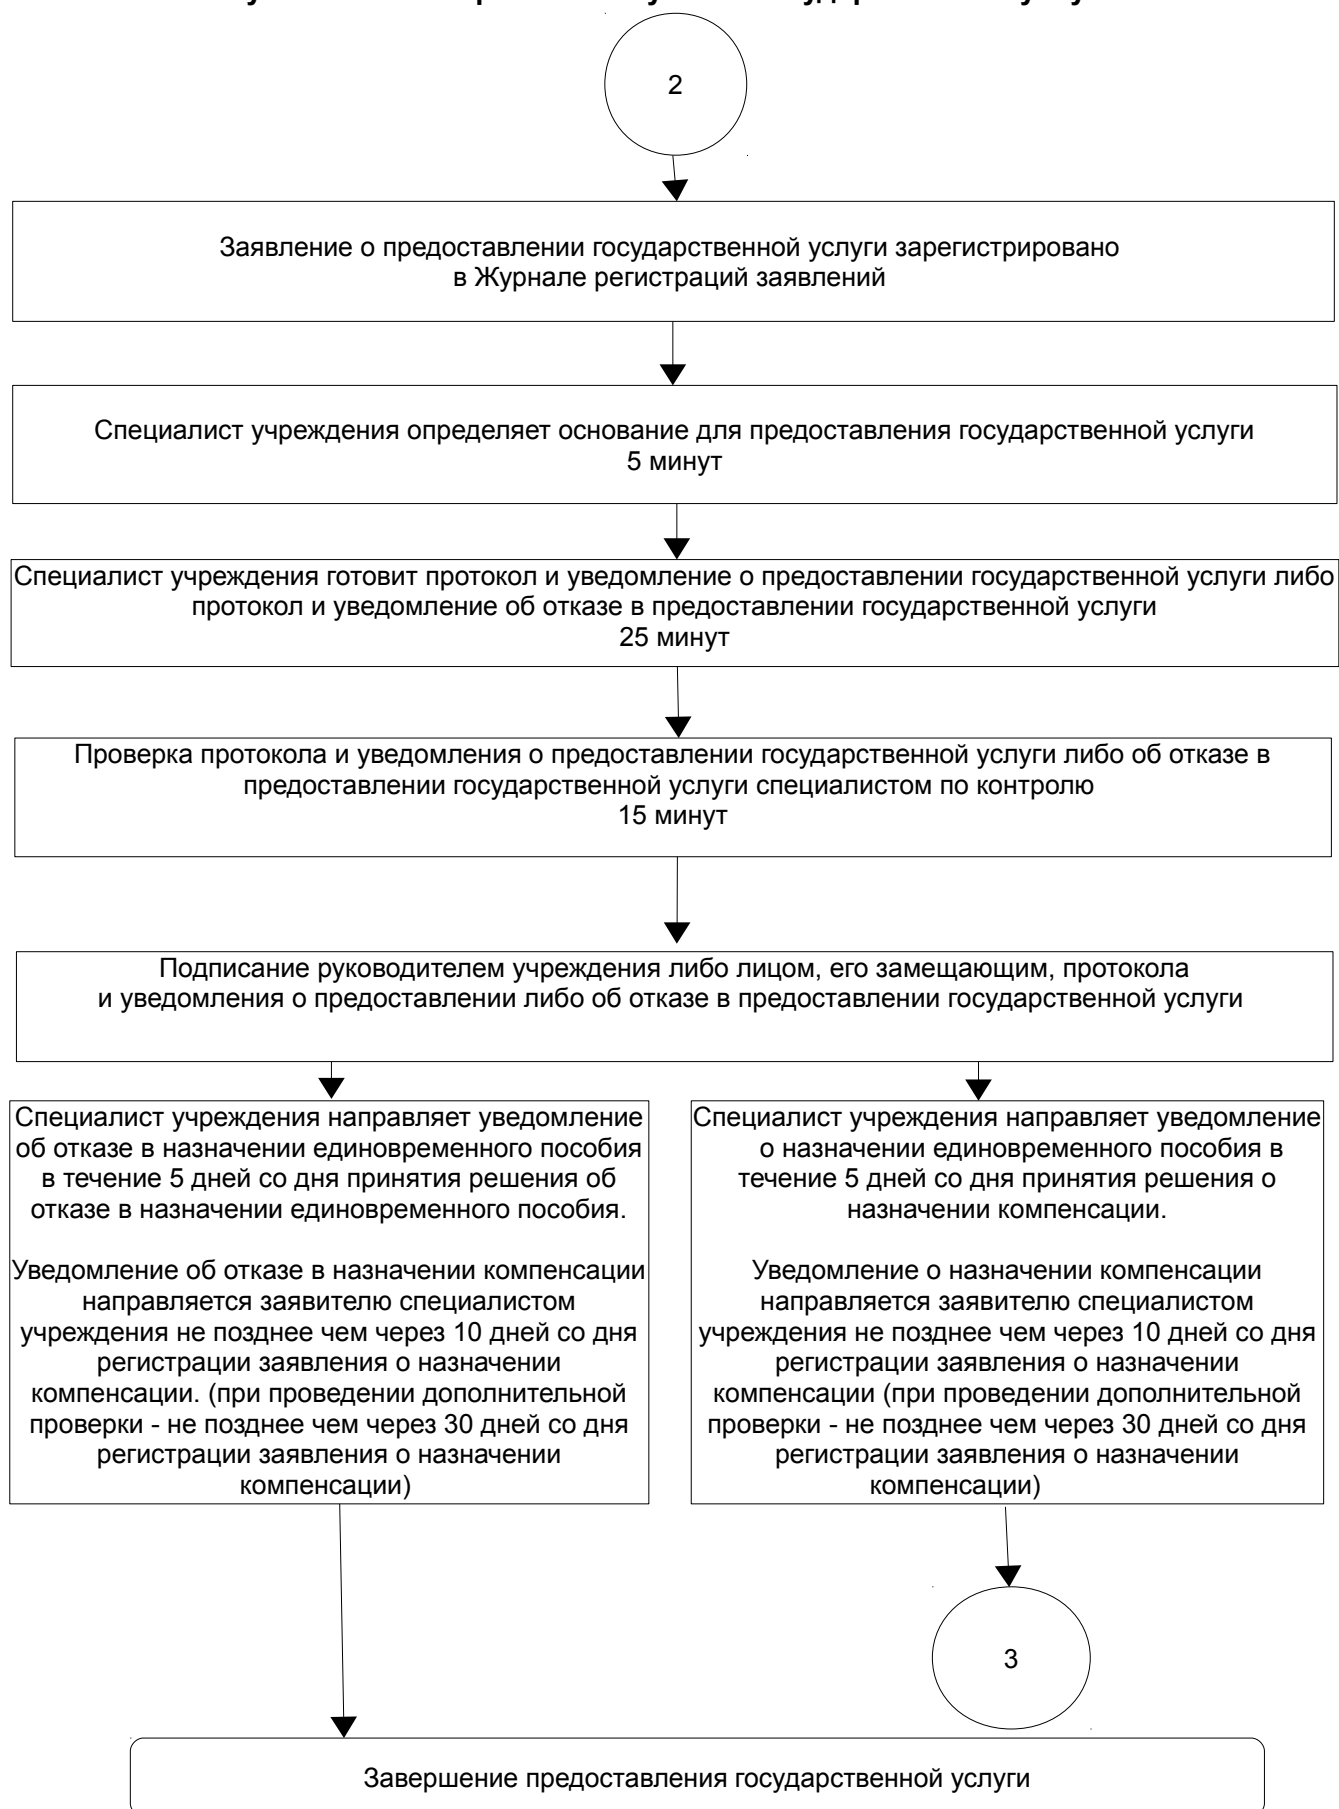 2
Заявление о предоставлении государственной услуги зарегистрировано
в Журнале регистраций заявлений
Специалист учреждения определяет основание для предоставления государственной услуги
5 минут
Специалист учреждения готовит протокол и уведомление о предоставлении государственной услуги либо
протокол и уведомление об отказе в предоставлении государственной услуги
25 минут
Проверка протокола и уведомления о предоставлении государственной услуги либо об отказе в
предоставлении государственной услуги специалистом по контролю
15 минут
Подписание руководителем учреждения либо лицом, его замещающим, протокола
и уведомления о предоставлении либо об отказе в предоставлении государственной услуги
Специалист учреждения направляет уведомление
об отказе в назначении единовременного пособия
в течение 5 дней со дня принятия решения об
отказе в назначении единовременного пособия.
Уведомление об отказе в назначении компенсации
направляется заявителю специалистом
учреждения не позднее чем через 10 дней со дня
регистрации заявления о назначении
компенсации. (при проведении дополнительной
проверки - не позднее чем через 30 дней со дня
регистрации заявления о назначении
компенсации)
Специалист учреждения направляет уведомление
о назначении единовременного пособия в
течение 5 дней со дня принятия решения о
назначении компенсации.
Уведомление о назначении компенсации
направляется заявителю специалистом
учреждения не позднее чем через 10 дней со дня
регистрации заявления о назначении
компенсации (при проведении дополнительной
проверки - не позднее чем через 30 дней со дня
регистрации заявления о назначении
компенсации)
3
Завершение предоставления государственной услуги